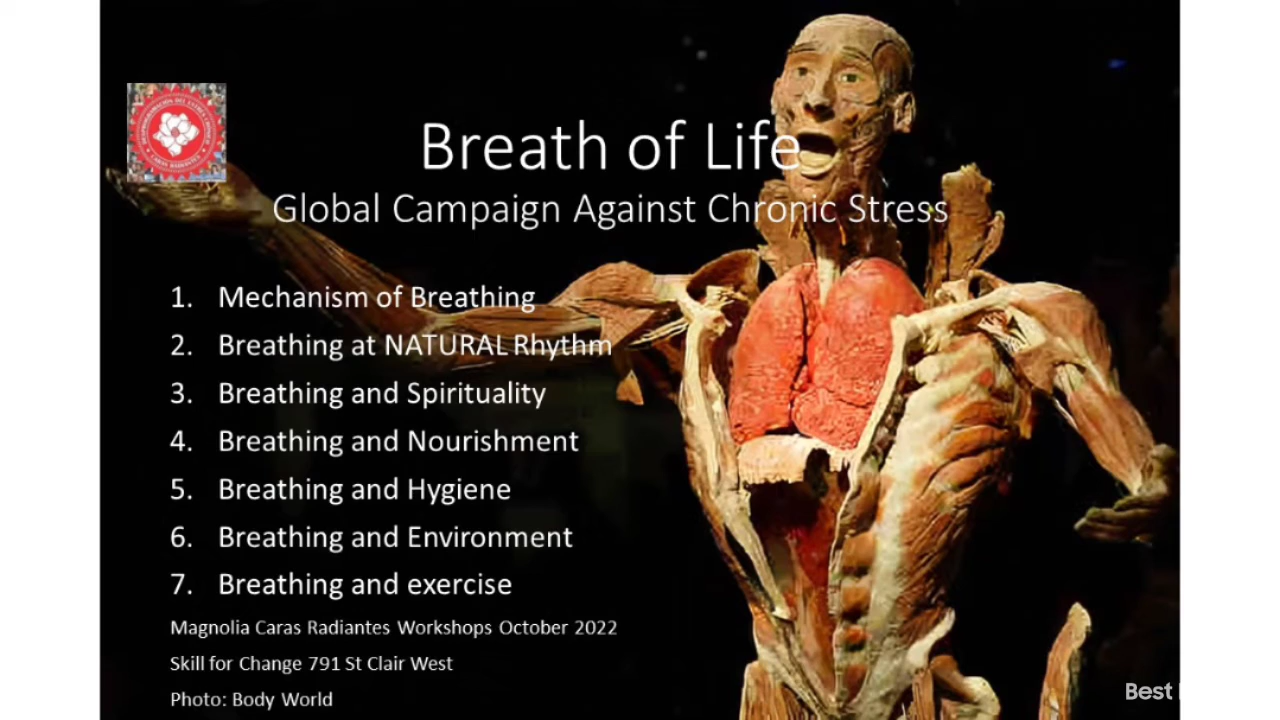 Breath of Life
Global Campaign Against Chronic Stress
1. Mechanism of Breathing
2. Breathing at NATURAL Rhythm
3. Breathing and Spirituality
4. Breathing and Nourishment
5. Breathing and Hygiene
6. Breathing and Environment
7. Breathing and exercise
Magnolia Caras Radiantes Workshops October 2022
Skill for Change 791 St Clair West
Photo: Body World
CARAS RADIANTES
Best